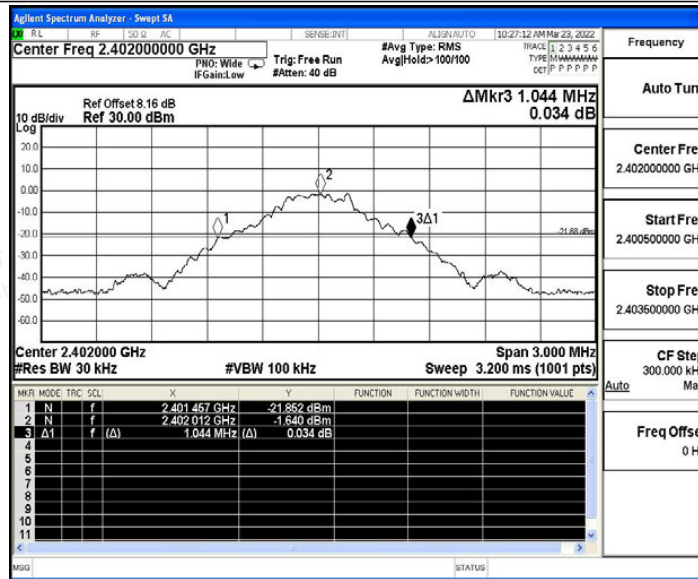 Agilent Spectrum Analyzer - Swept SA
RL RF 50 Ω AC SENSE:INT ALIGNAUTO 10:27:12 AM Mar 23, 2022
Center Freq 2.402000000 GHz
PNO: Wide
IFGain:Low
Trig: Free Run
#Atten: 40 dB
#Avg Type: RMS
Avg|Hold:>100/100
TRACE 1 2 3 4 5 6
TYPE M
DET P P P P P P
Ref Offset 8.16 dB
10 dB/div Ref 30.00 dBm
Log
ΔMkr3 1.044 MHz
0.034 dB
20.0
10.0
0.00
-10.0
-20.0
-30.0
-40.0
-50.0
-60.0
1
2
3Δ1
-21.68 dBm
Center 2.402000 GHz Span 3.000 MHz
#Res BW 30 kHz #VBW 100 kHz Sweep 3.200 ms (1001 pts)
MKR MODE TRC SCL X Y FUNCTION FUNCTION WIDTH FUNCTION VALUE
1 N f 2.401 457 GHz -21.852 dBm
2 N f 2.402 012 GHz -1.640 dBm
3 Δ1 f (Δ) 1.044 MHz (Δ) 0.034 dB
4
5
6
7
8
9
10
11
MSG STATUS
Frequency
Auto Tun
Center Fre
2.402000000 GH
Start Fre
2.400500000 GH
Stop Fre
2.403500000 GH
CF Ste
300.000 kH
Auto Ma
Freq Offse
0 H